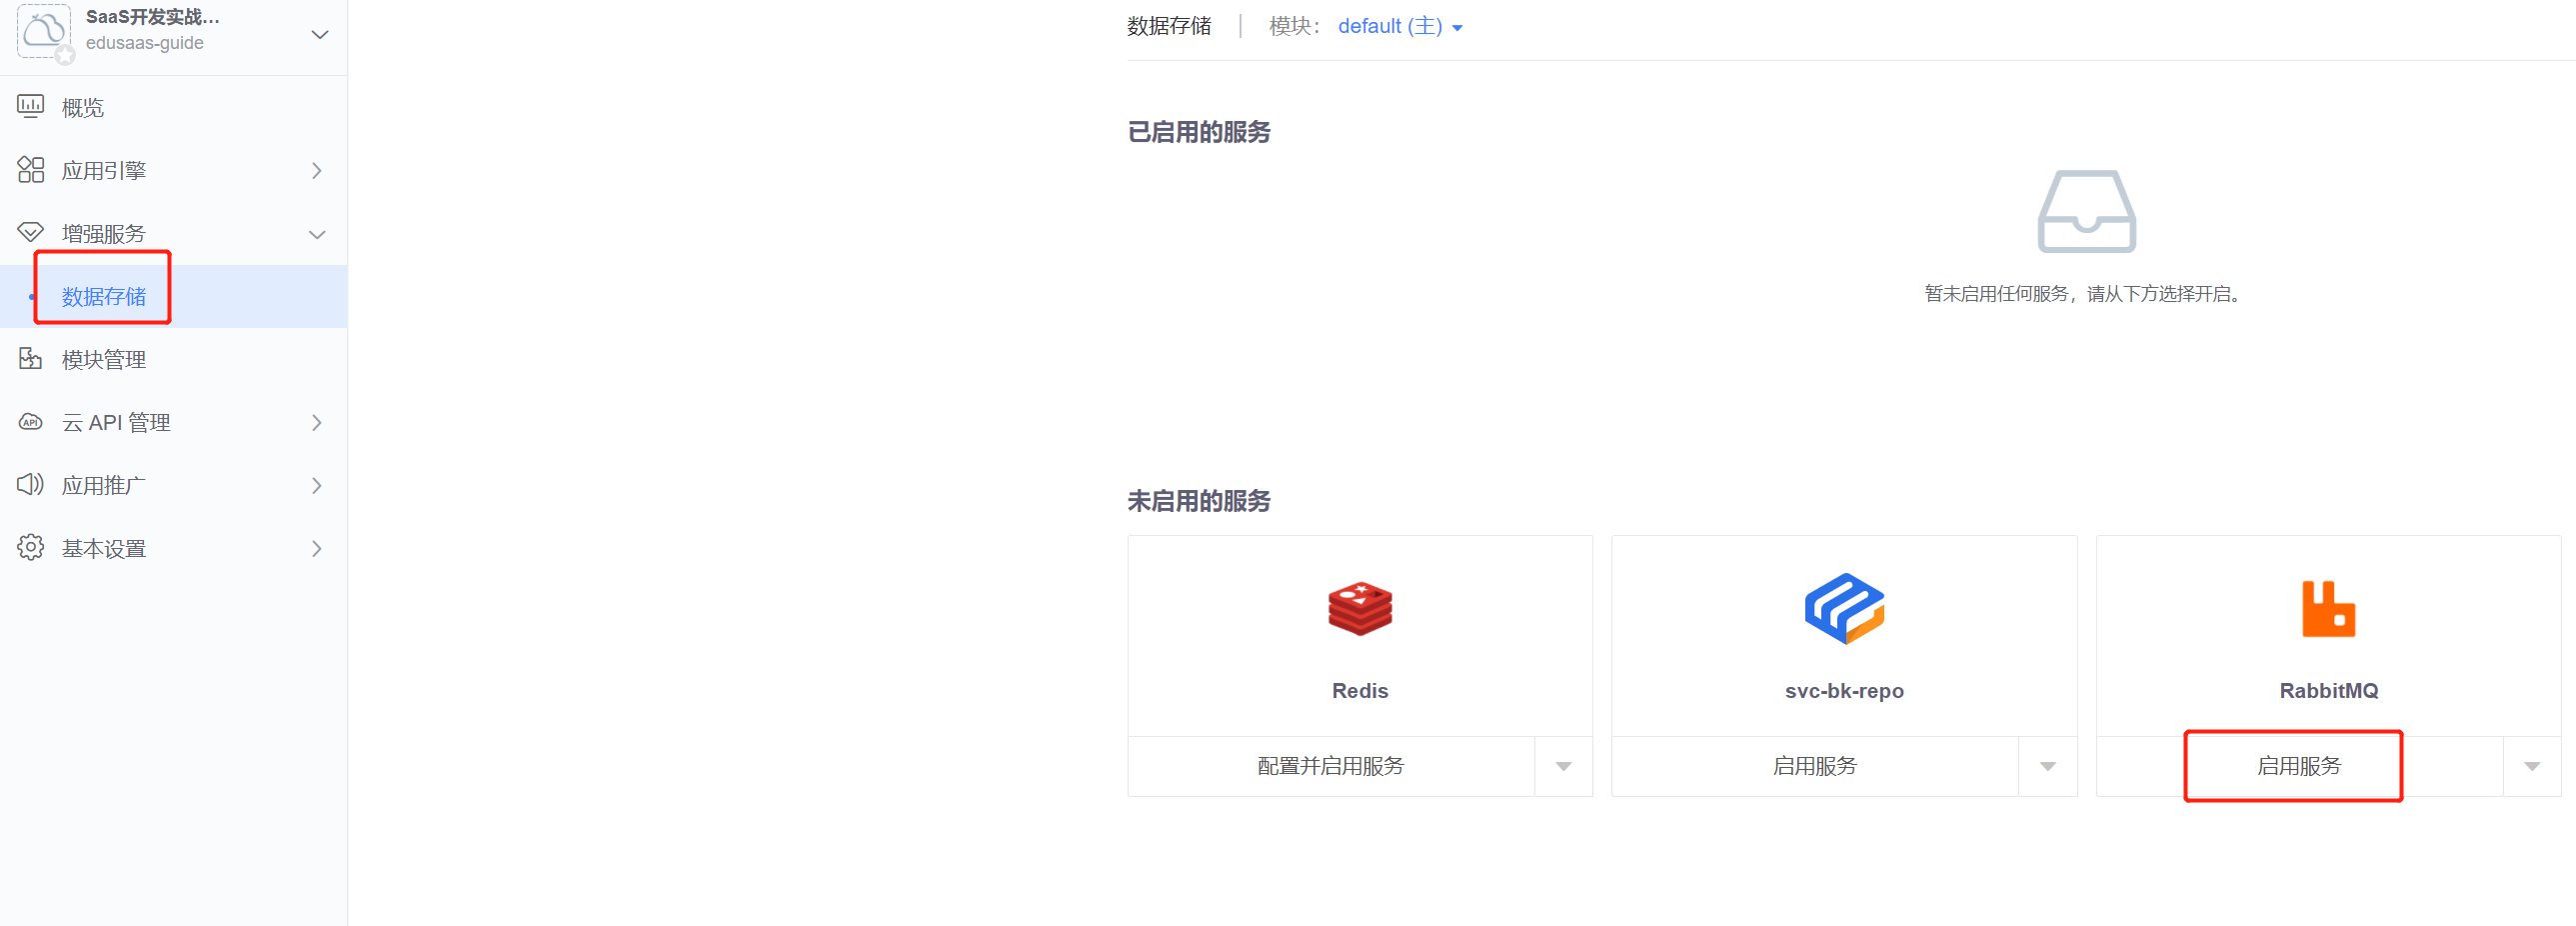 SaaS开发实战...
edusaas-guide
概览
应用引擎
增强服务
数据存储
模块管理
API
云 API 管理
应用推广
基本设置
数据存储
模块：
default (主)
已启用的服务
暂未启用任何服务，请从下方选择开启。
未启用的服务
Redis
配置并启用服务
svc-bk-repo
启用服务
RabbitMQ
启用服务